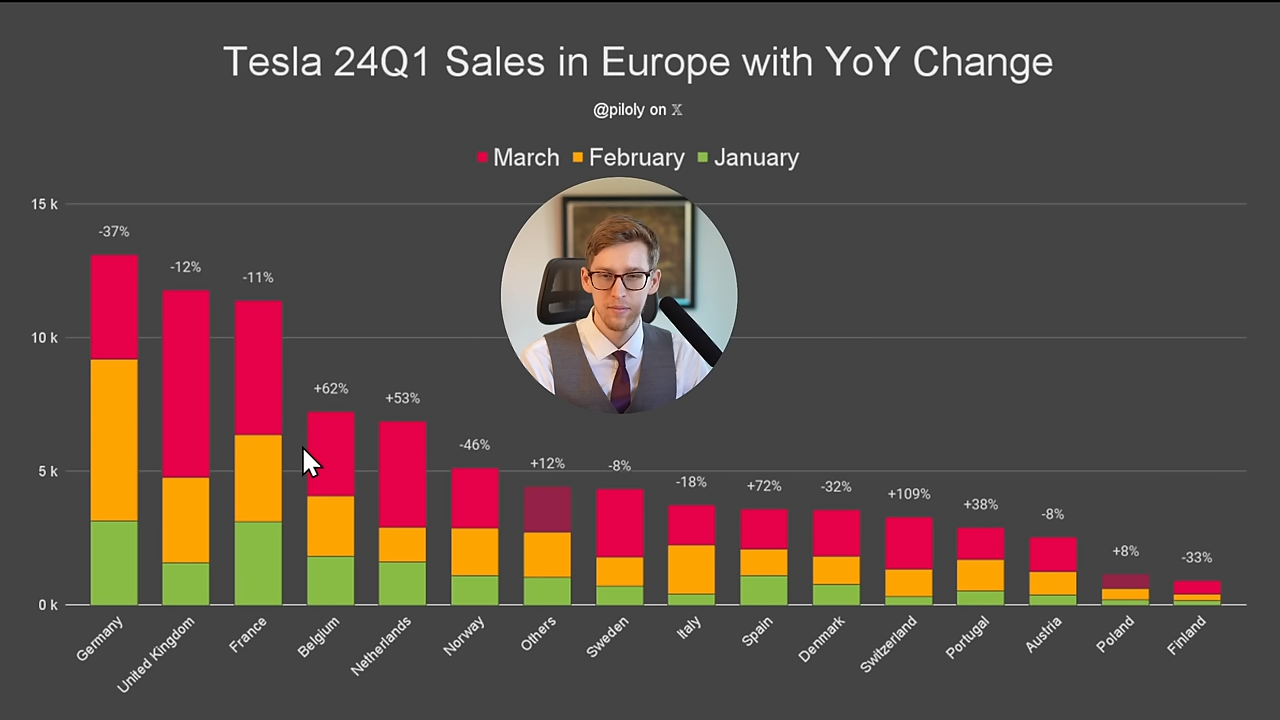 Tesla 24Q1 Sales in Europe with YoY Change
@piloly on 𝕏
March February January
15 k
-37%
-12%
-11%
10 k
+62%
+53%
5 k
-46%
+12%
-8%
-18%
+72%
-32%
+109%
+38%
-8%
+8%
-33%
0 k
Germany
United Kingdom
France
Belgium
Netherlands
Norway
Others
Sweden
Italy
Spain
Denmark
Switzerland
Portugal
Austria
Poland
Finland